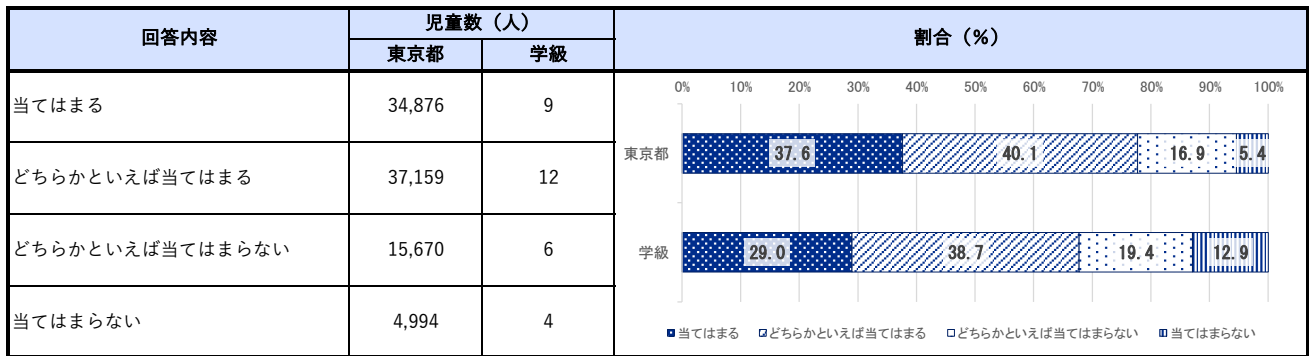 回答内容 児童数（人） 割合（%）
東京都 学級
当てはまる 34,876 9
どちらかといえば当てはまる 37,159 12
どちらかといえば当てはまらない 15,670 6
当てはまらない 4,994 4
0% 10% 20% 30% 40% 50% 60% 70% 80% 90% 100%
東京都 37.6 40.1 16.9 5.4
学級 29.0 38.7 19.4 12.9
当てはまる どちらかといえば当てはまる どちらかといえば当てはまらない 当てはまらない